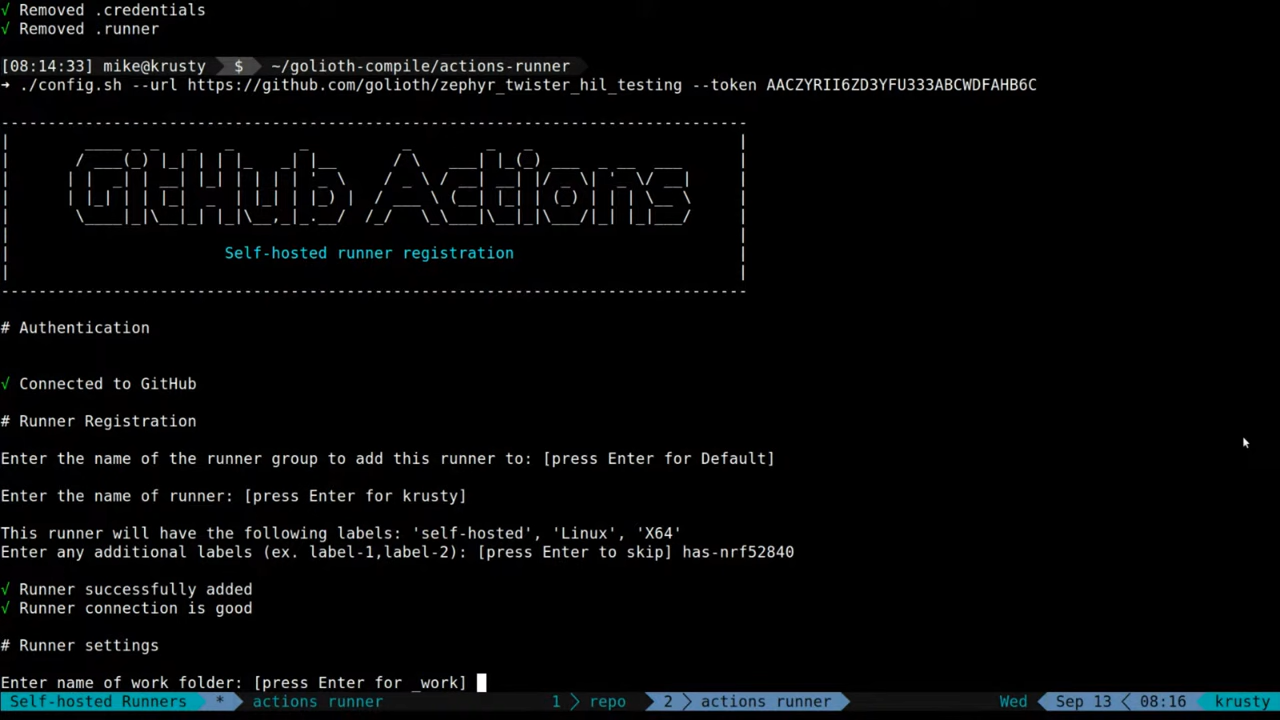 √ Removed .credentials
√ Removed .runner
[08:14:33] mike@krusty $ ~/golioth-compile/actions-runner
➜ ./config.sh --url https://github.com/golioth/zephyr_twister_hil_testing --token AACZYRII6ZD3YFU333ABCWDFAHB6C
GitHub Actions
Self-hosted runner registration
# Authentication
√ Connected to GitHub
# Runner Registration
Enter the name of the runner group to add this runner to: [press Enter for Default]
Enter the name of runner: [press Enter for krusty]
This runner will have the following labels: 'self-hosted', 'Linux', 'X64'
Enter any additional labels (ex. label-1,label-2): [press Enter to skip] has-nrf52840
√ Runner successfully added
√ Runner connection is good
# Runner settings
Enter name of work folder: [press Enter for _work]
Self-hosted Runners * actions runner 1 repo 2 actions runner Wed Sep 13 08:16 krusty